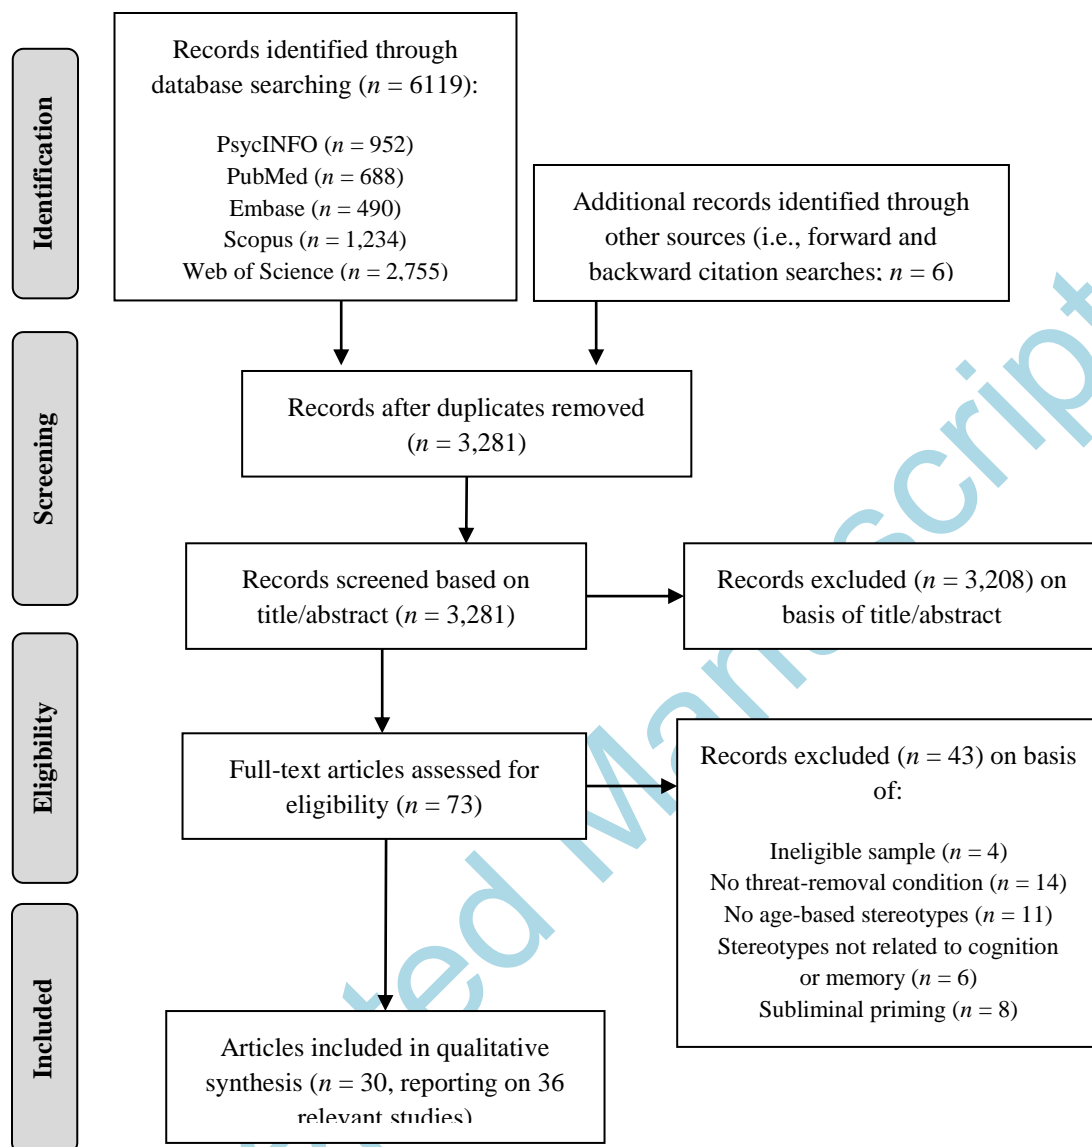 Identification
Records identified through
database searching (n = 6119):
PsycINFO (n = 952)
PubMed (n = 688)
Embase (n = 490)
Scopus (n = 1,234)
Web of Science (n = 2,755)
Additional records identified through
other sources (i.e., forward and
backward citation searches; n = 6)
Screening
Records after duplicates removed
(n = 3,281)
Records screened based on
title/abstract (n = 3,281)
Records excluded (n = 3,208) on
basis of title/abstract
Eligibility
Full-text articles assessed for
eligibility (n = 73)
Records excluded (n = 43) on basis
of:
Ineligible sample (n = 4)
No threat-removal condition (n = 14)
No age-based stereotypes (n = 11)
Stereotypes not related to cognition
or memory (n = 6)
Subliminal priming (n = 8)
Included
Articles included in qualitative
synthesis (n = 30, reporting on 36
relevant studies)